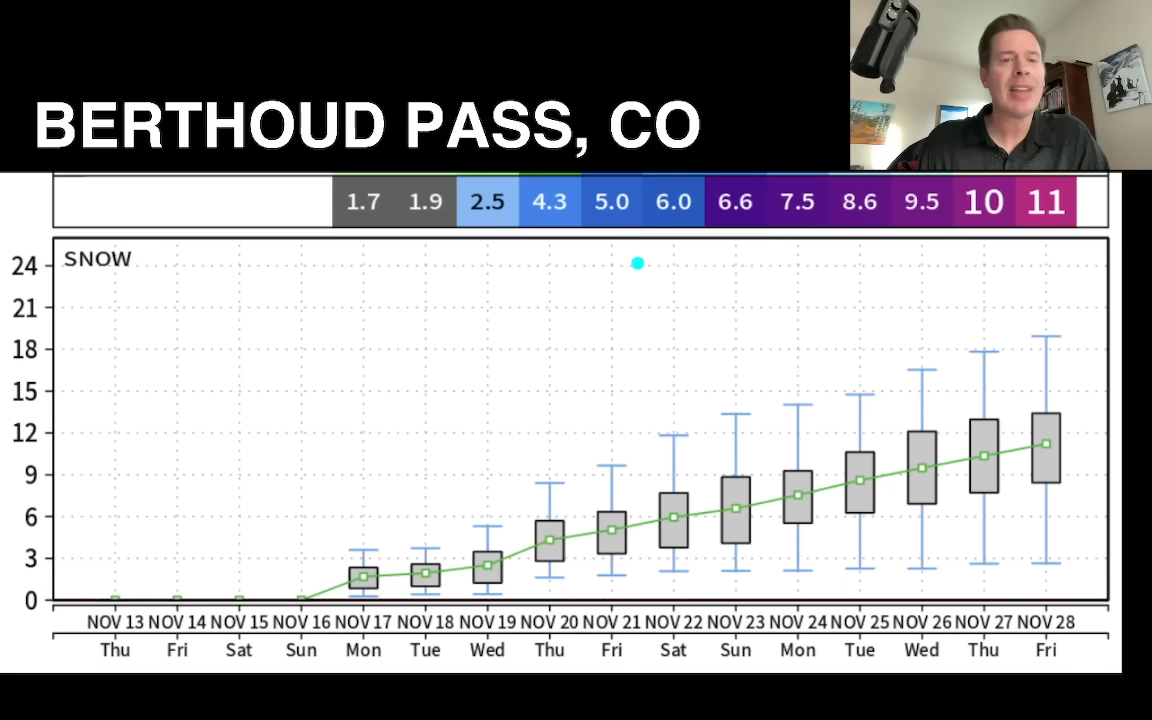 BERTHOUD PASS, CO
1.7 1.9 2.5 4.3 5.0 6.0 6.6 7.5 8.6 9.5 10 11
SNOW
24
21
18
15
12
9
6
3
0
NOV 13 NOV 14 NOV 15 NOV 16 NOV 17 NOV 18 NOV 19 NOV 20 NOV 21 NOV 22 NOV 23 NOV 24 NOV 25 NOV 26 NOV 27 NOV 28
Thu Fri Sat Sun Mon Tue Wed Thu Fri Sat Sun Mon Tue Wed Thu Fri